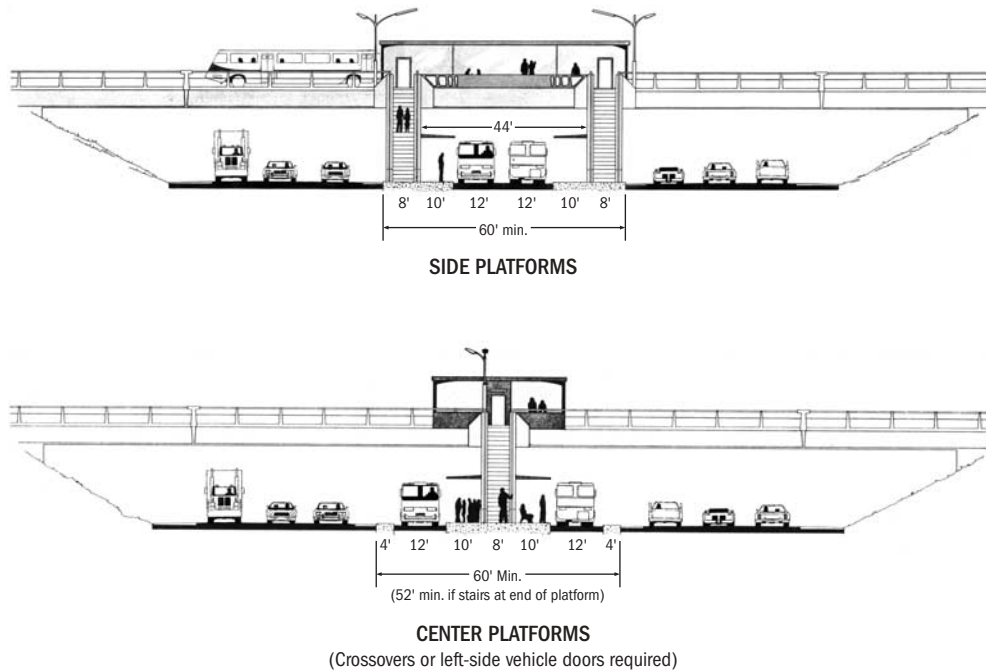 44'
8' 10' 12' 12' 10' 8'
60' min.
SIDE PLATFORMS
4' 12' 10' 8' 10' 12' 4'
60' Min.
(52' min. if stairs at end of platform)
CENTER PLATFORMS
(Crossovers or left-side vehicle doors required)